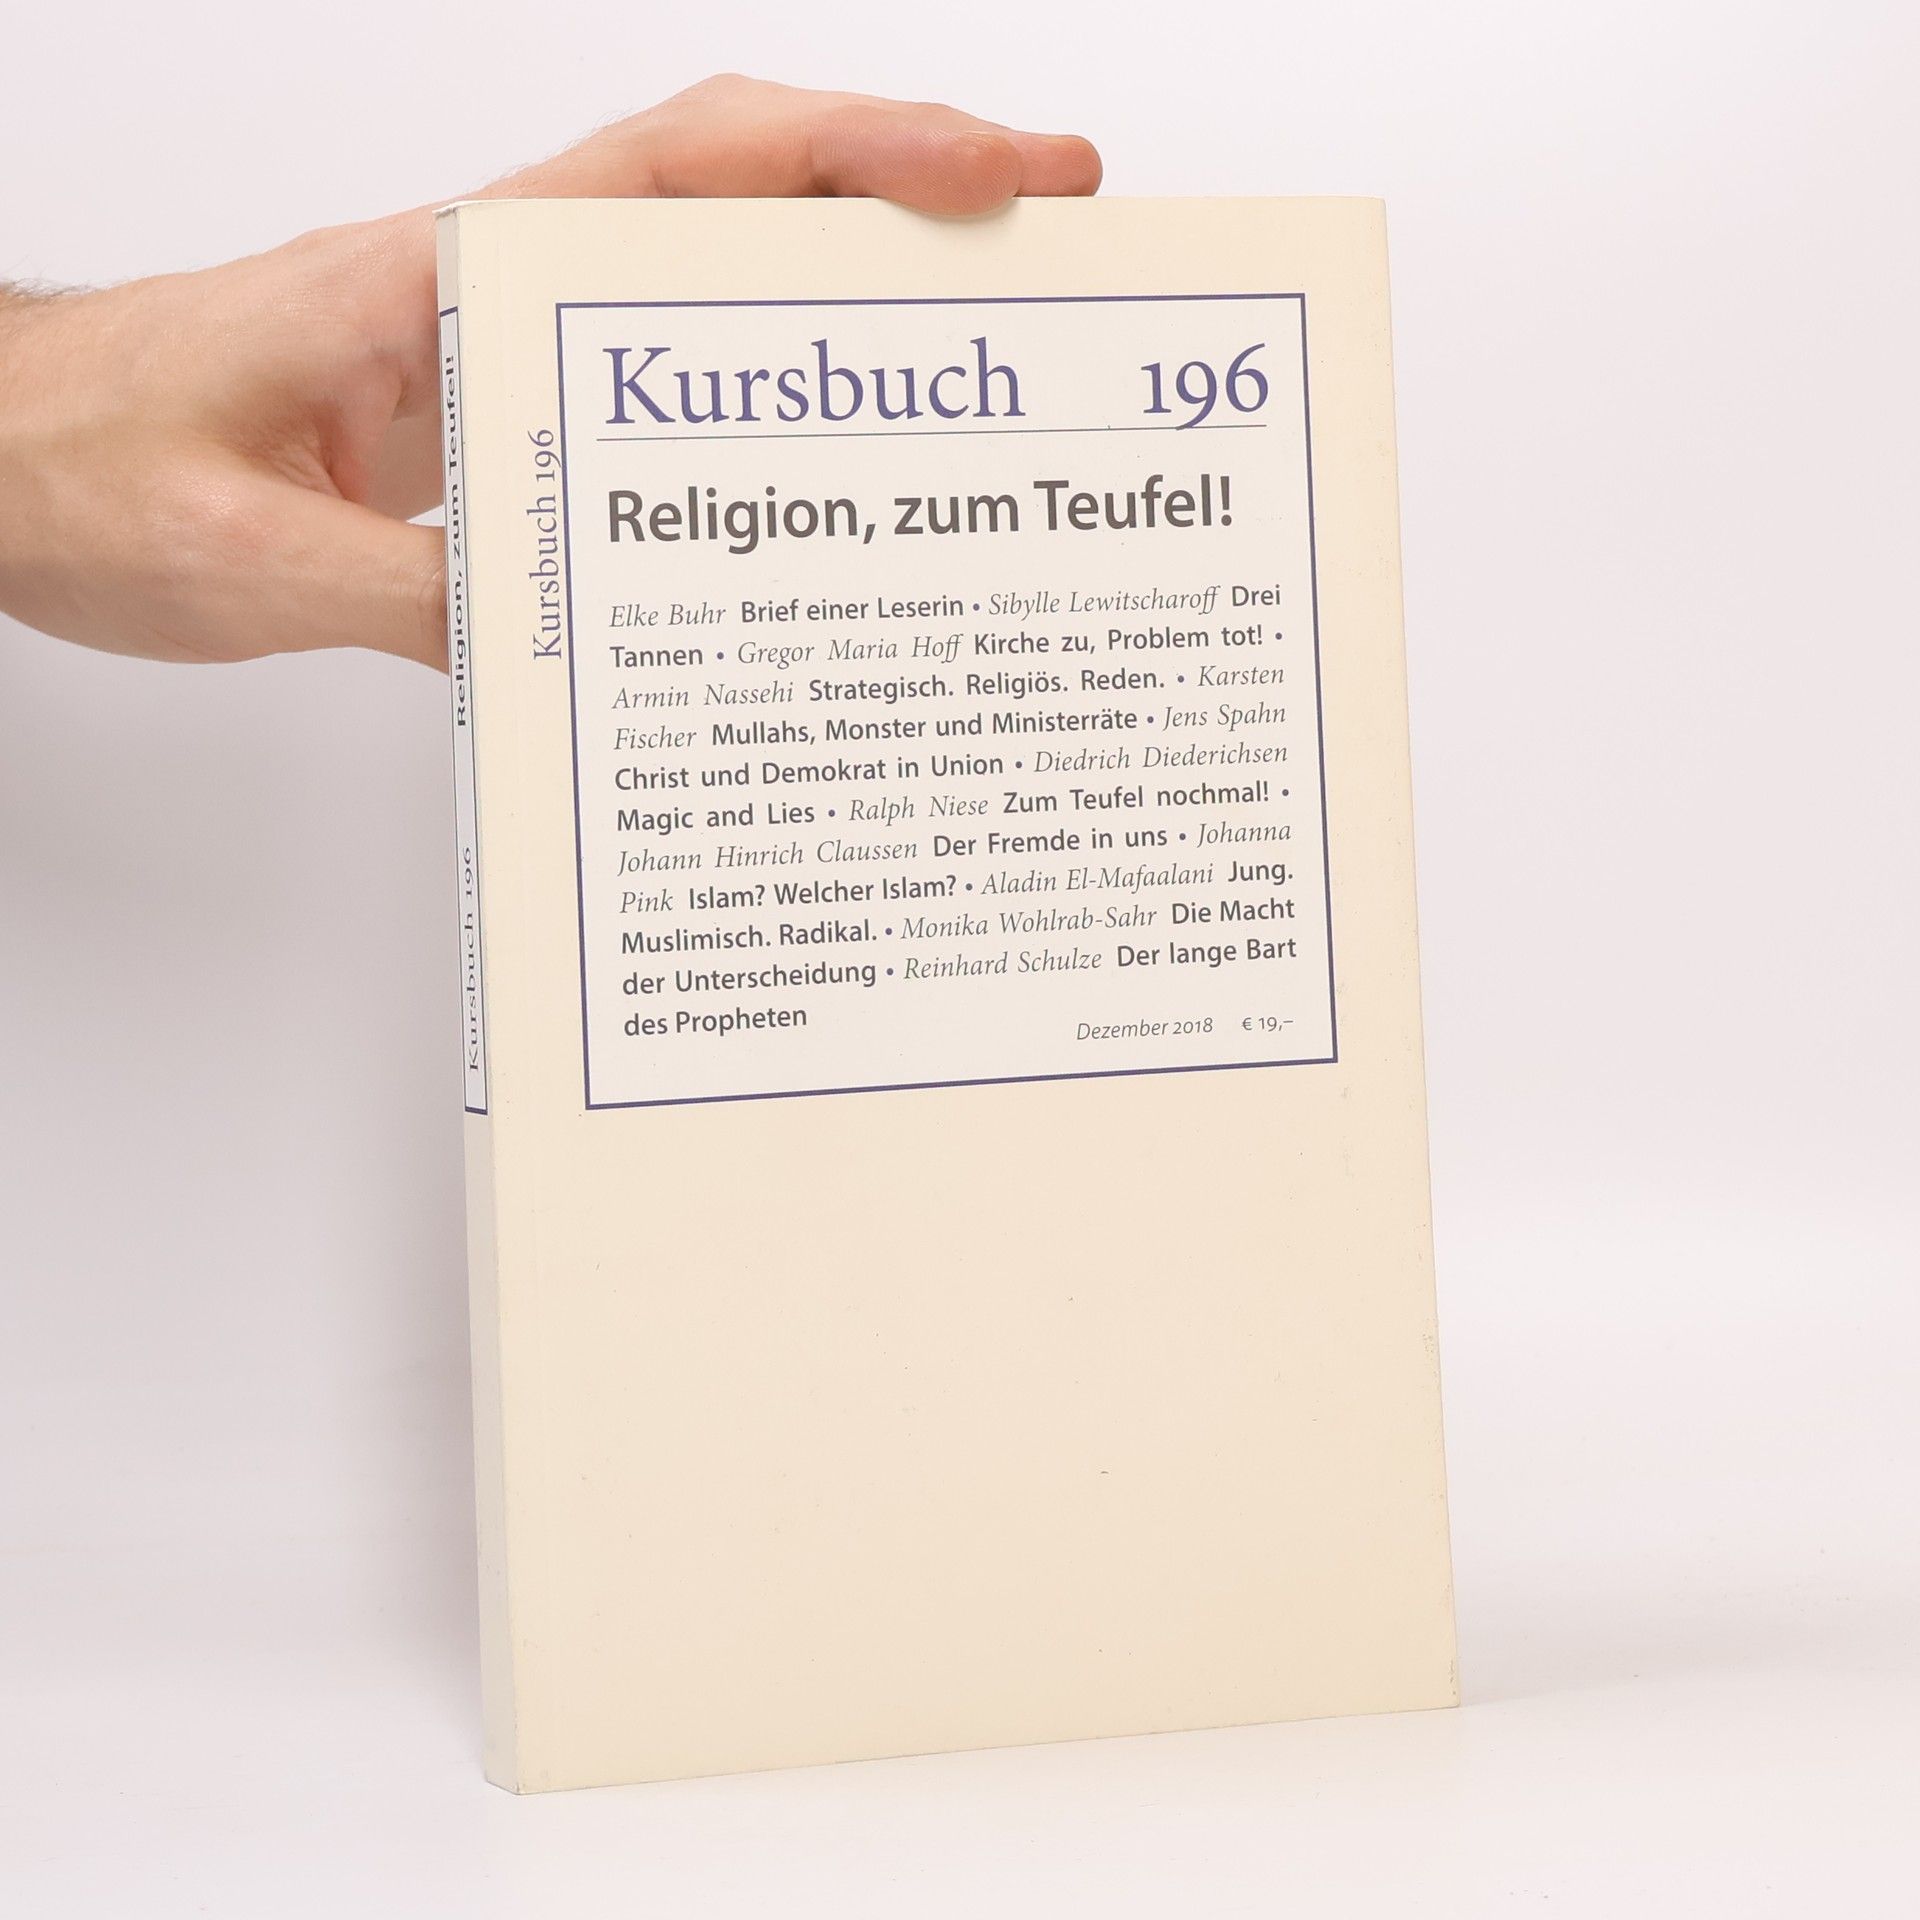 Kursbuch 196
Religion, zum Teufel!
Elke Buhr Brief einer Leserin • Sibylle Lewitscharoff Drei
Tannen • Gregor Maria Hoff Kirche zu, Problem tot! •
Armin Nassehi Strategisch. Religiös. Reden. • Karsten
Fischer Mullahs, Monster und Ministerräte • Jens Spahn
Christ und Demokrat in Union • Diedrich Diederichsen
Magic and Lies • Ralph Niese Zum Teufel nochmal! •
Johann Hinrich Claussen Der Fremde in uns • Johanna
Pink Islam? Welcher Islam? • Aladin El-Mafaalani Jung.
Muslimisch. Radikal. • Monika Wohlrab-Sahr Die Macht
der Unterscheidung • Reinhard Schulze Der lange Bart
des Propheten
Dezember 2018 € 19,–
Kursbuch 196
Kursbuch 196 Religion, zum Teufel!